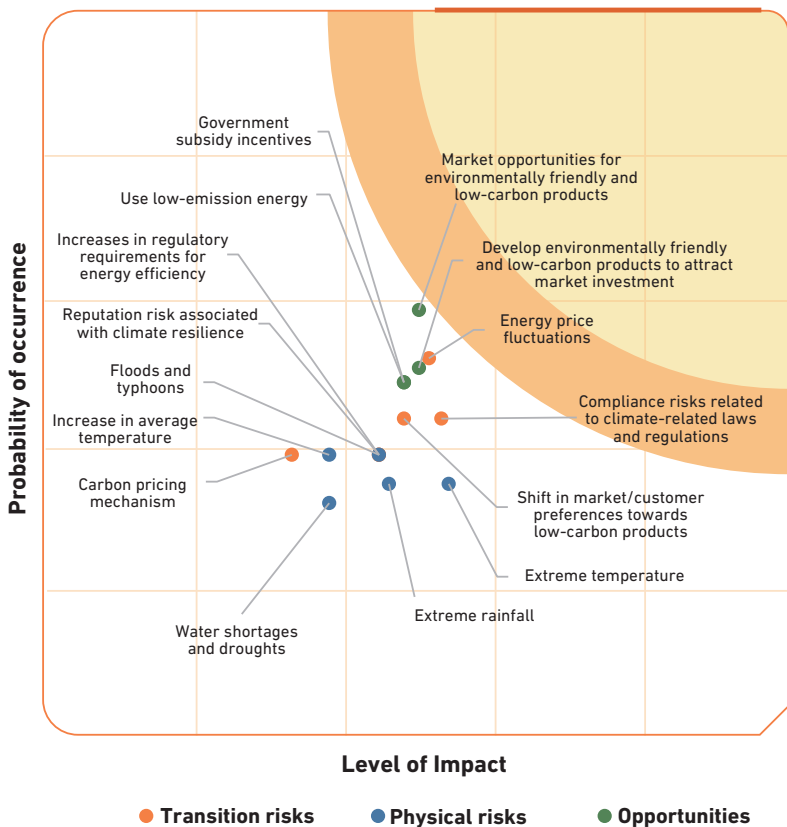 Government
subsidy incentives
Market opportunities for
environmentally friendly and
low-carbon products
Use low-emission energy
Increases in regulatory
requirements for
energy efficiency
Develop environmentally friendly
and low-carbon products to attract
market investment
Reputation risk associated
with climate resilience
Energy price
fluctuations
Floods and
typhoons
Increase in average
temperature
Compliance risks related
to climate-related laws
and regulations
Carbon pricing
mechanism
Shift in market/customer
preferences towards
low-carbon products
Extreme temperature
Extreme rainfall
Water shortages
and droughts
Probability of occurrence
Level of Impact
Transition risks
Physical risks
Opportunities